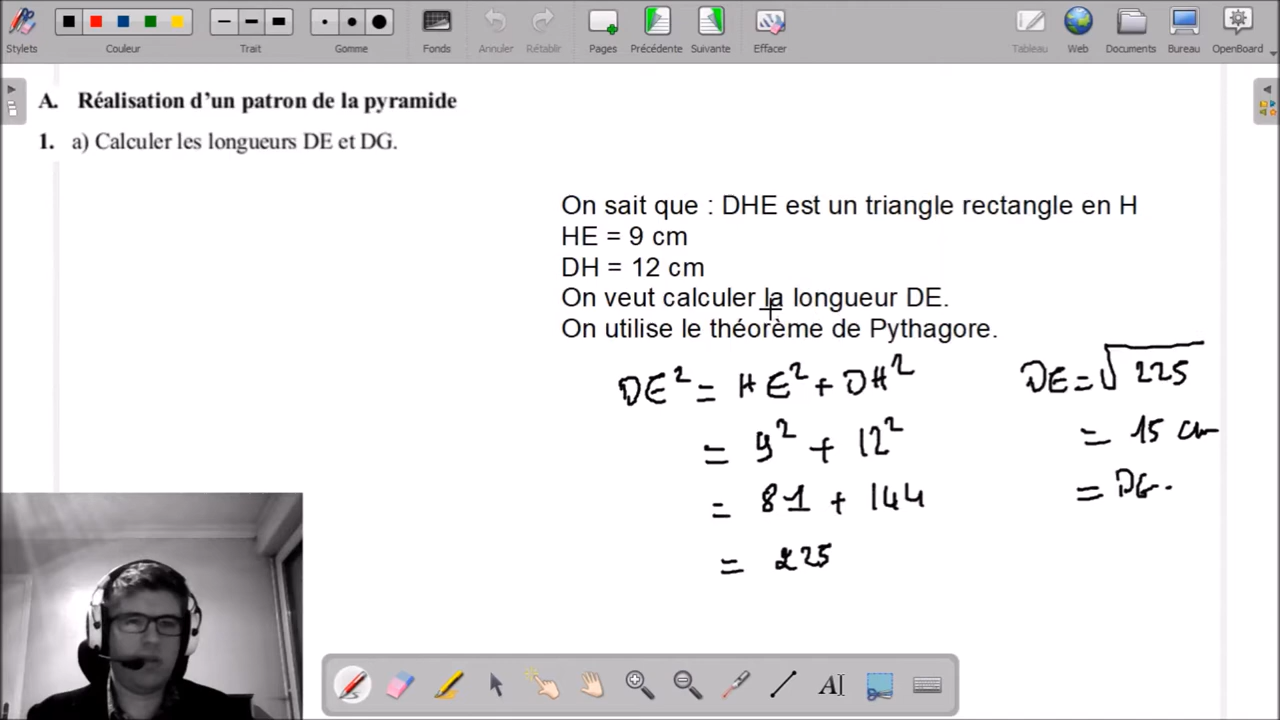 Stylets
Couleur
Trait
Gomme
Fonds
Annuler
Rétablir
Pages
Précédente
Suivante
Effacer
Tableau
Web
Documents
Bureau
OpenBoard
A. Réalisation d'un patron de la pyramide
1. a) Calculer les longueurs DE et DG.
On sait que : DHE est un triangle rectangle en H
HE = 9 cm
DH = 12 cm
On veut calculer la longueur DE.
On utilise le théorème de Pythagore.
DE² = HE² + DH²
= 9² + 12²
= 81 + 144
= 225
DE = √225
= 15 cm
= DG.